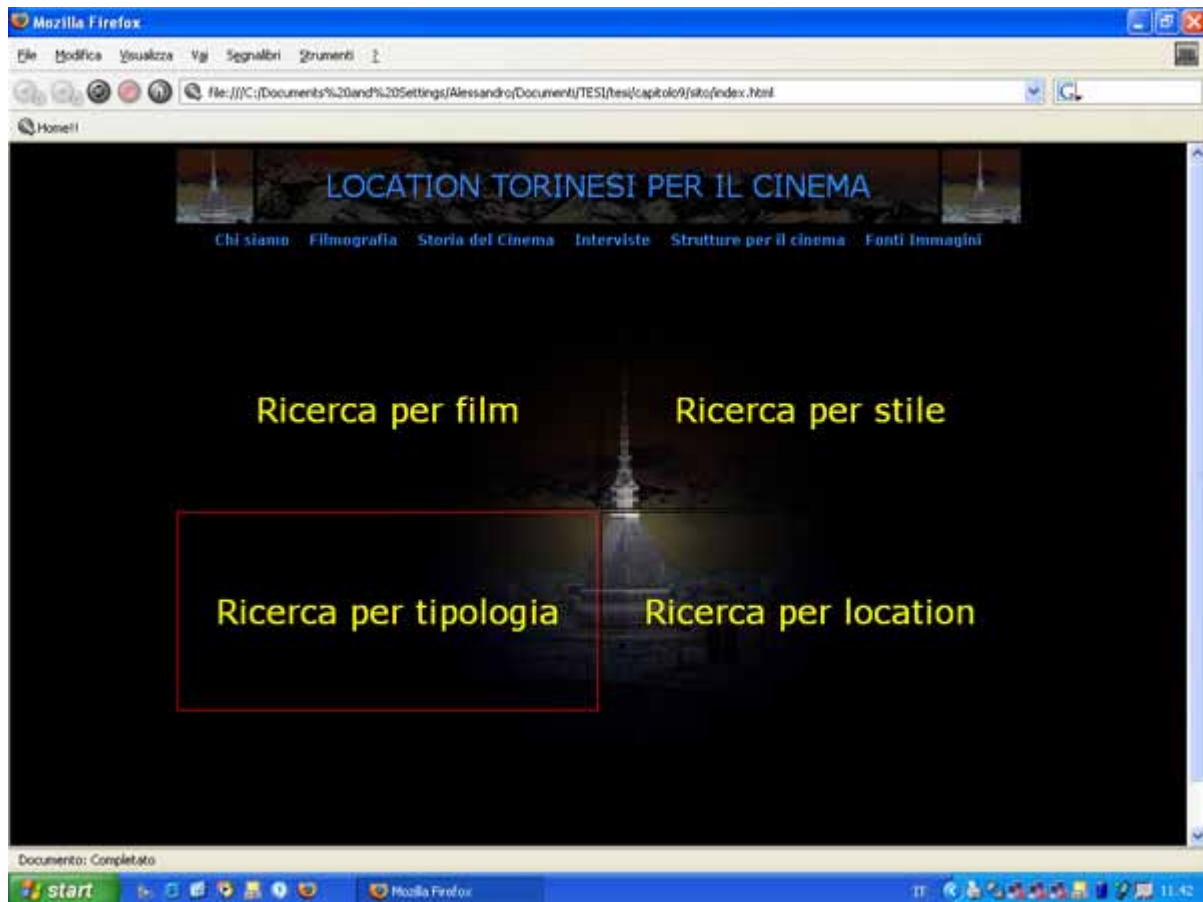 Mozilla Firefox
File Modifica Visualizza Vai Segnalibri Strumenti ?
file:///C:/Documents%20and%20Settings/Alessandro/Documenti/TESI/tesi/capitolo9/sito/index.html
Home!!
LOCATION TORINESI PER IL CINEMA
Chi siamo Filmografia Storia del Cinema Interviste Strutture per il cinema Fonti Immagini
Ricerca per film Ricerca per stile
Ricerca per tipologia Ricerca per location
Documento: Completato
start Mozilla Firefox IT 11.42